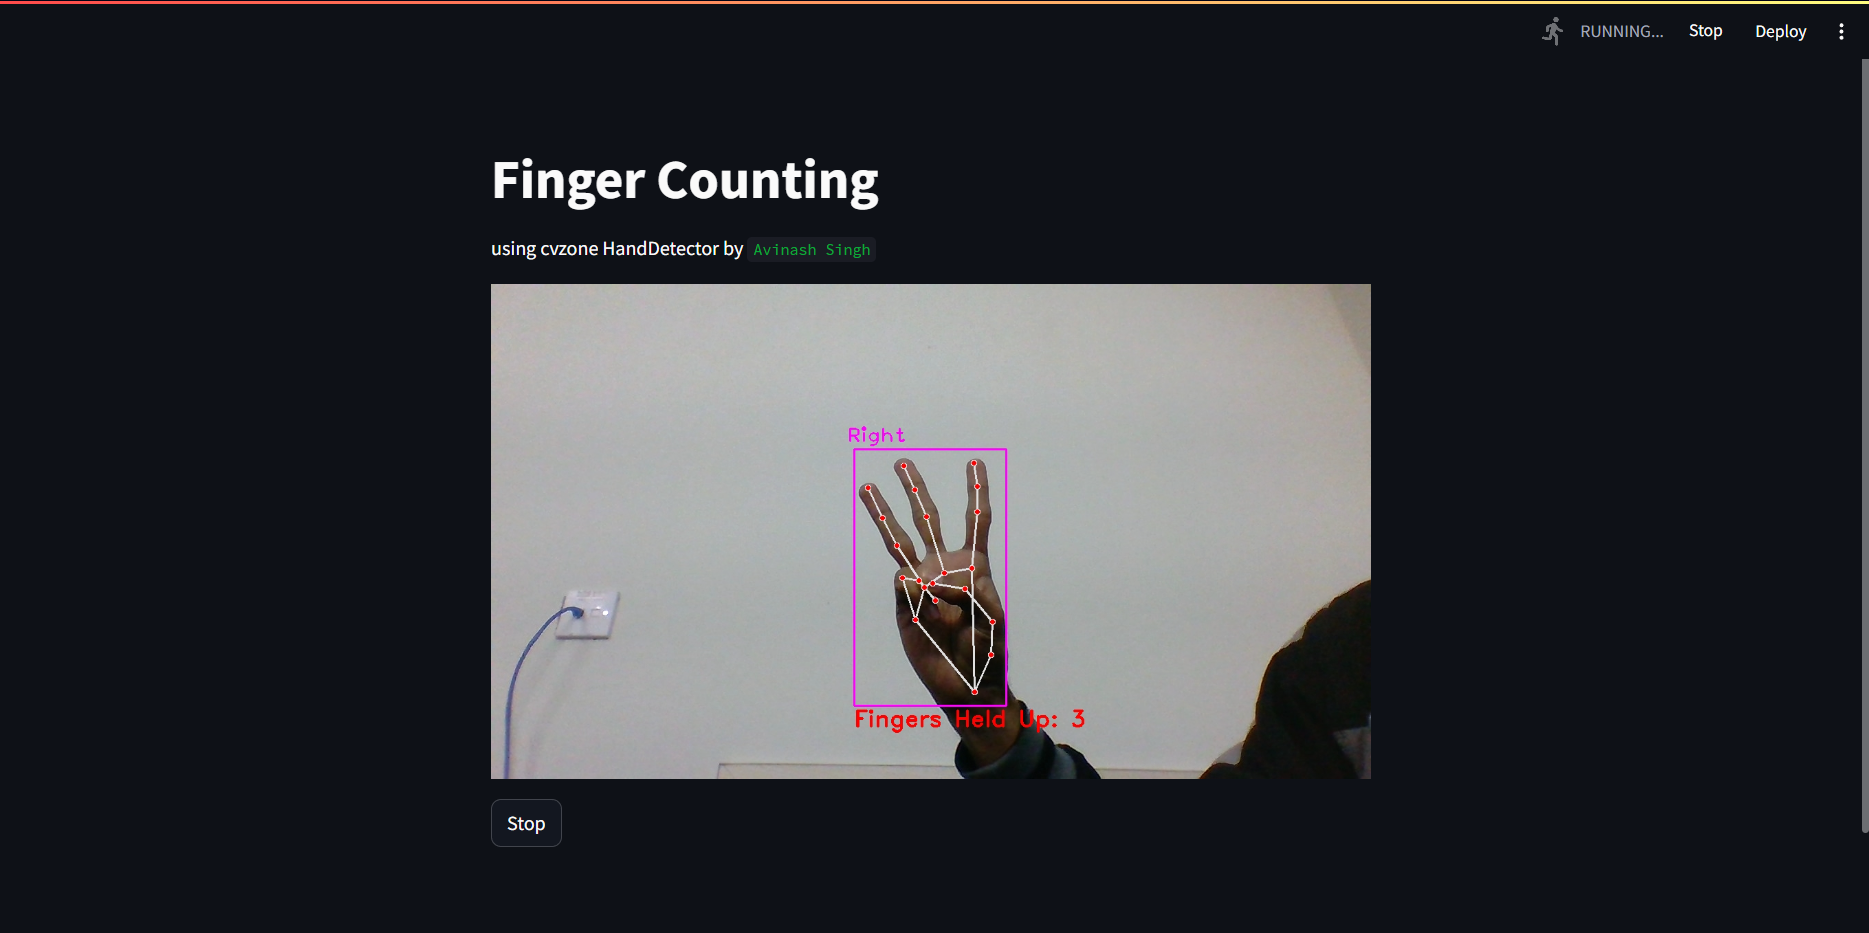 RUNNING... Stop Deploy
Finger Counting
using cvzone HandDetector by Avinash Singh
Right
Fingers Held Up: 3
Stop